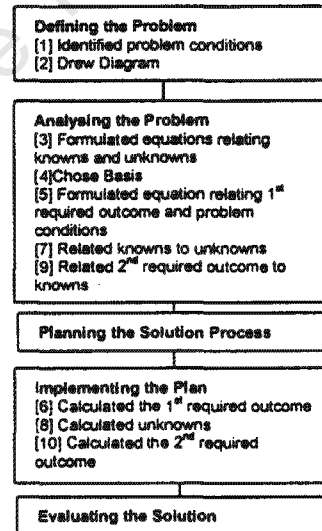 Defining the Problem
[1] Identified problem conditions
[2] Drew Diagram
Analysing the Problem
[3] Formulated equations relating
knowns and unknowns
[4]Chose Basis
[5] Formulated equation relating 1st
required outcome and problem
conditions
[7] Related knowns to unknowns
[9] Related 2nd required outcome to
knowns
Planning the Solution Process
Implementing the Plan
[6] Calculated the 1st required outcome
[8] Calculated unknowns
[10] Calculated the 2nd required
outcome
Evaluating the Solution